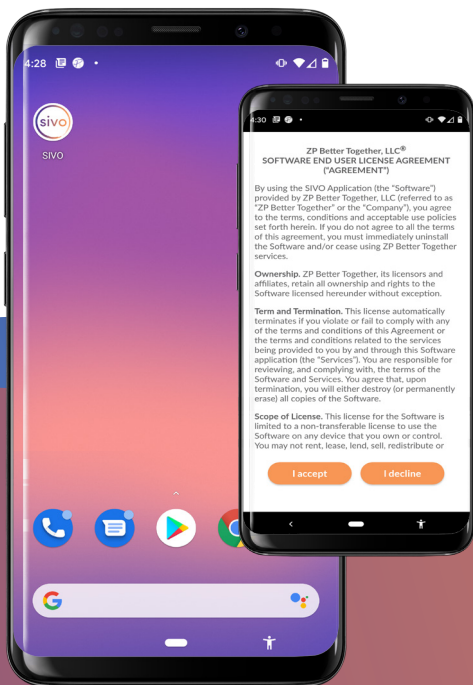 4:28
sivo
SIVO
4:30
ZP Better Together, LLC®
SOFTWARE END USER LICENSE AGREEMENT
("AGREEMENT")
By using the SIVO Application (the "Software")
provided by ZP Better Together, LLC (referred to as
"ZP Better Together" or the "Company"), you agree
to the terms, conditions and acceptable use policies
set forth herein. If you do not agree to all the terms
of this agreement, you must immediately uninstall
the Software and/or cease using ZP Better Together
services.
Ownership. ZP Better Together, its licensors and
affiliates, retain all ownership and rights to the
Software licensed hereunder without exception.
Term and Termination. This license automatically
terminates if you violate or fail to comply with any
of the terms and conditions of this Agreement or
the terms and conditions related to the services
being provided to you by and through this Software
application (the "Services"). You are responsible for
reviewing, and complying with, the terms of the
Software and Services. You agree that, upon
termination, you will either destroy (or permanently
erase) all copies of the Software.
Scope of License. This license for the Software is
limited to a non-transferable license to use the
Software on any device that you own or control.
You may not rent, lease, lend, sell, redistribute or
I accept
I decline
G